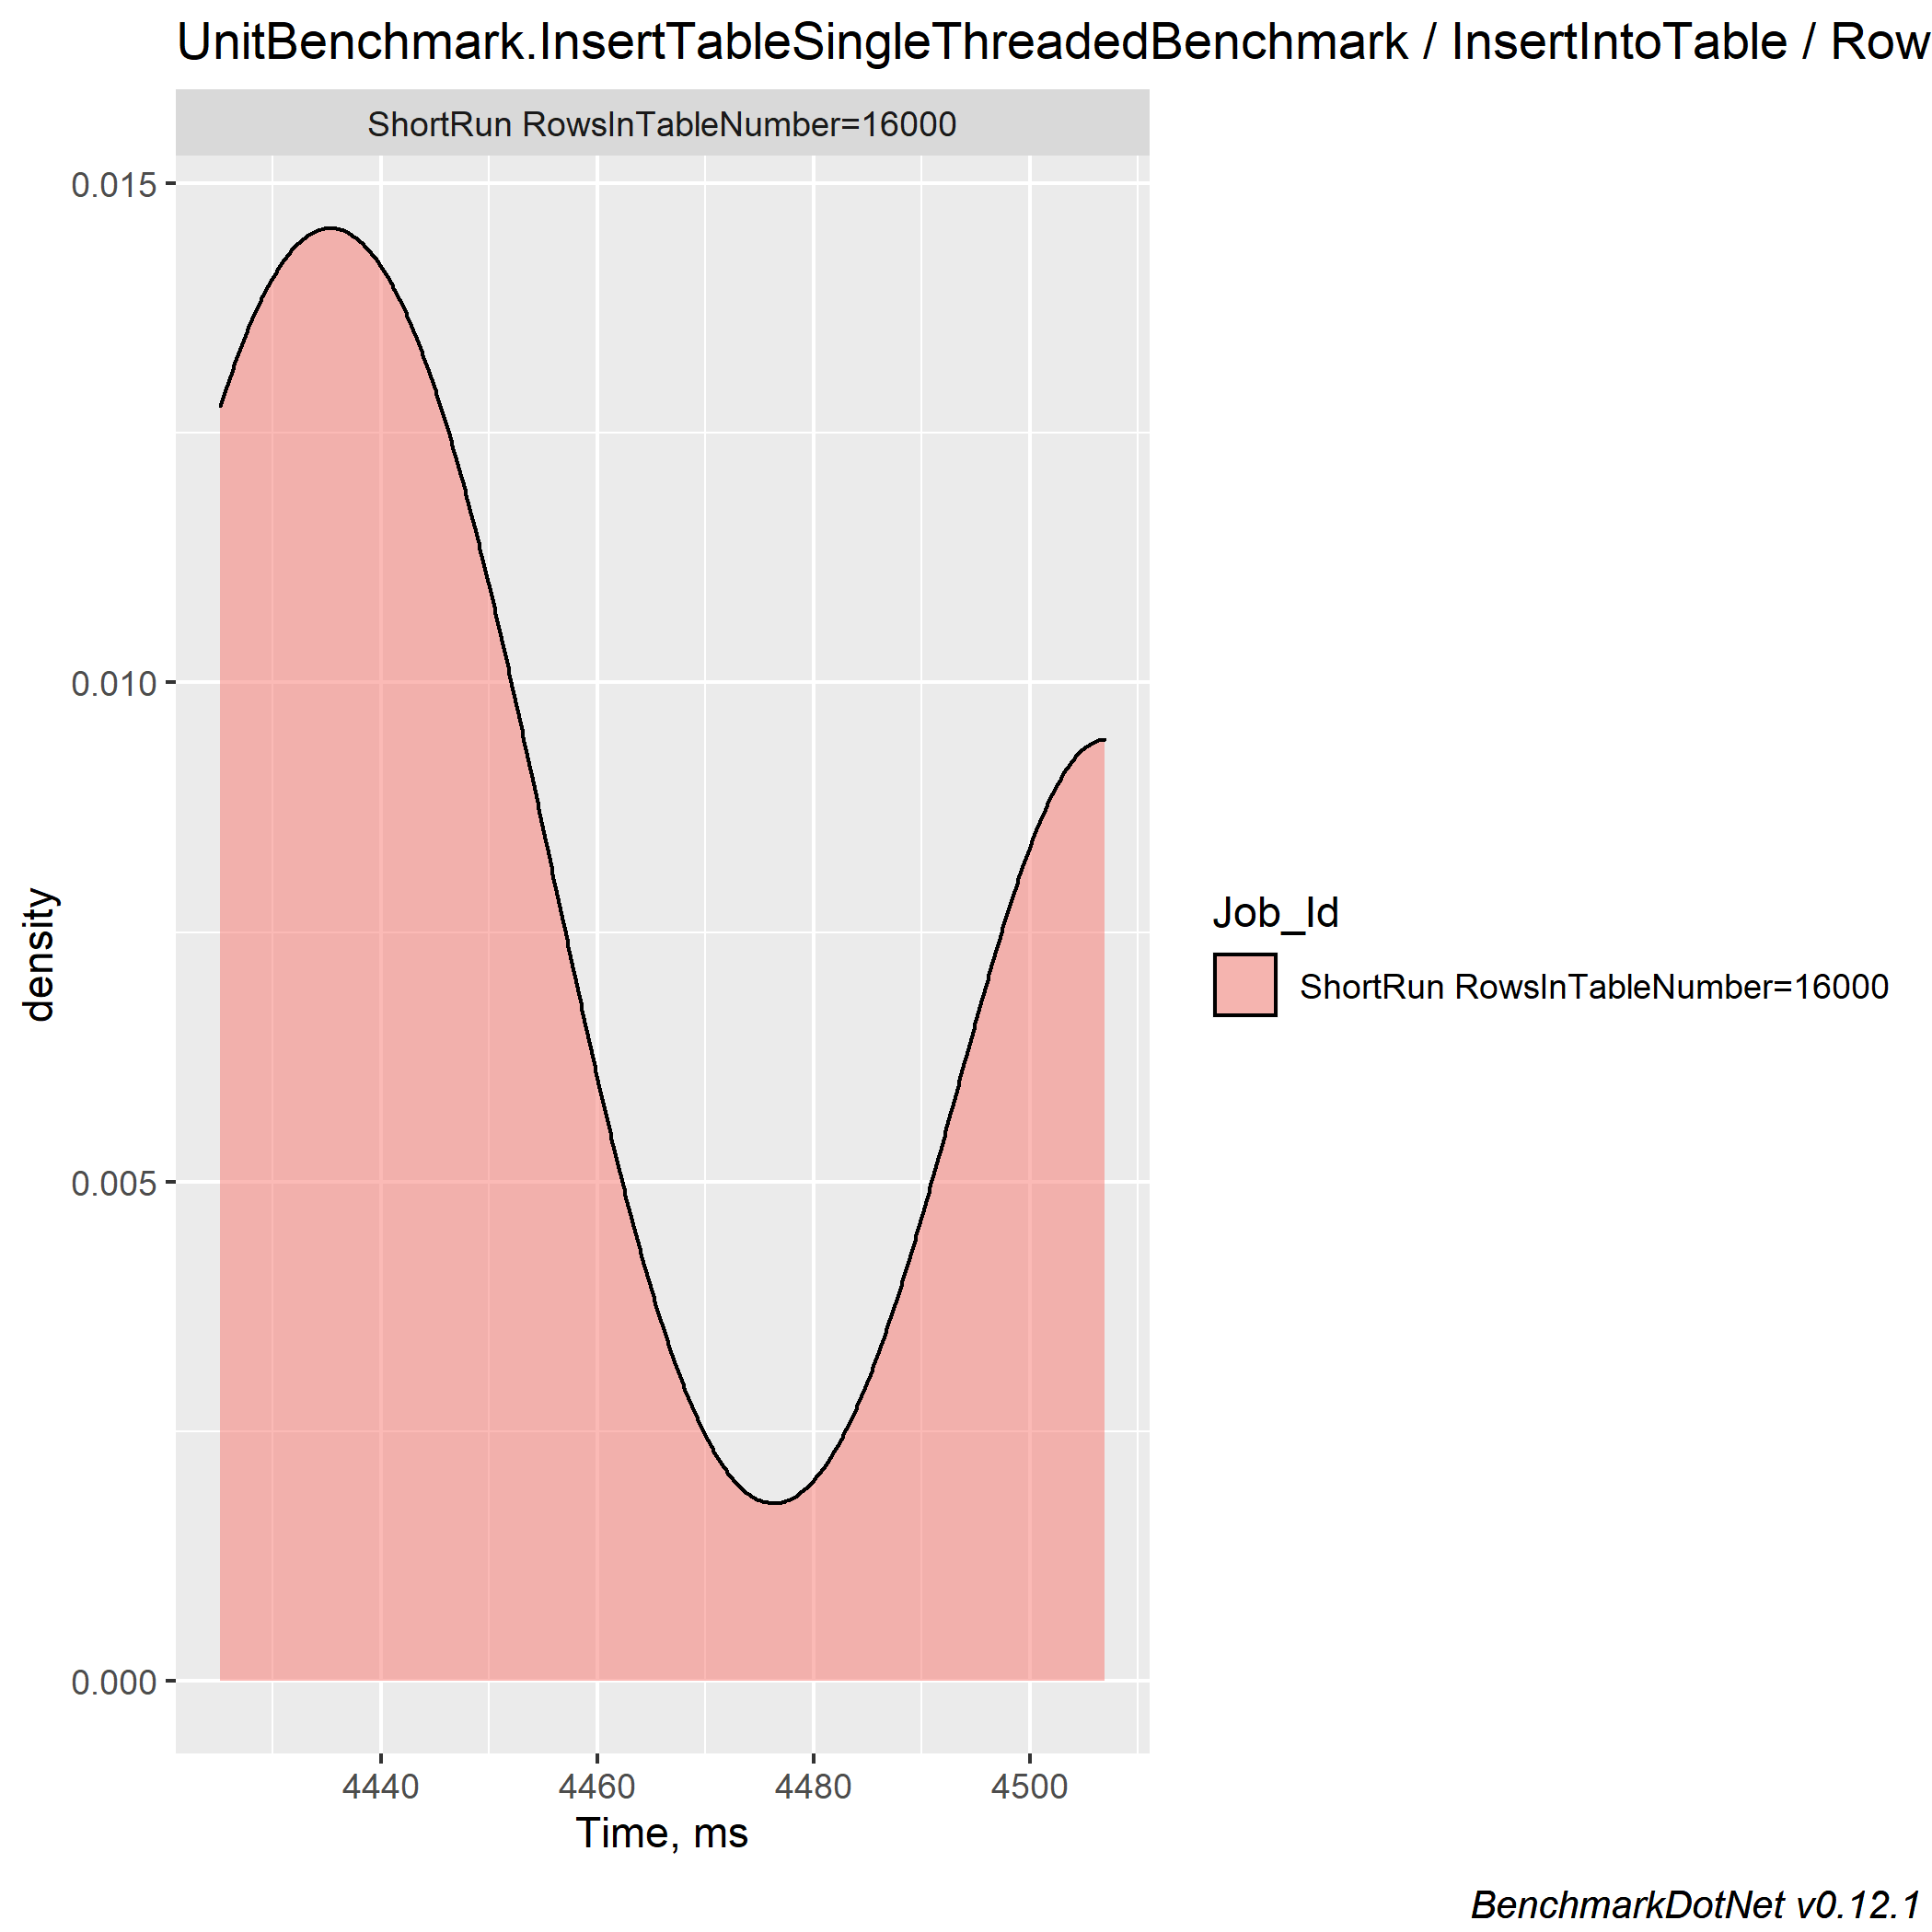 UnitBenchmark.InsertTableSingleThreadedBenchmark / InsertIntoTable / Row
ShortRun RowsInTableNumber=16000
0.015
0.010
0.005
0.000
density
4440 4460 4480 4500
Time, ms
Job_Id
ShortRun RowsInTableNumber=16000
BenchmarkDotNet v0.12.1